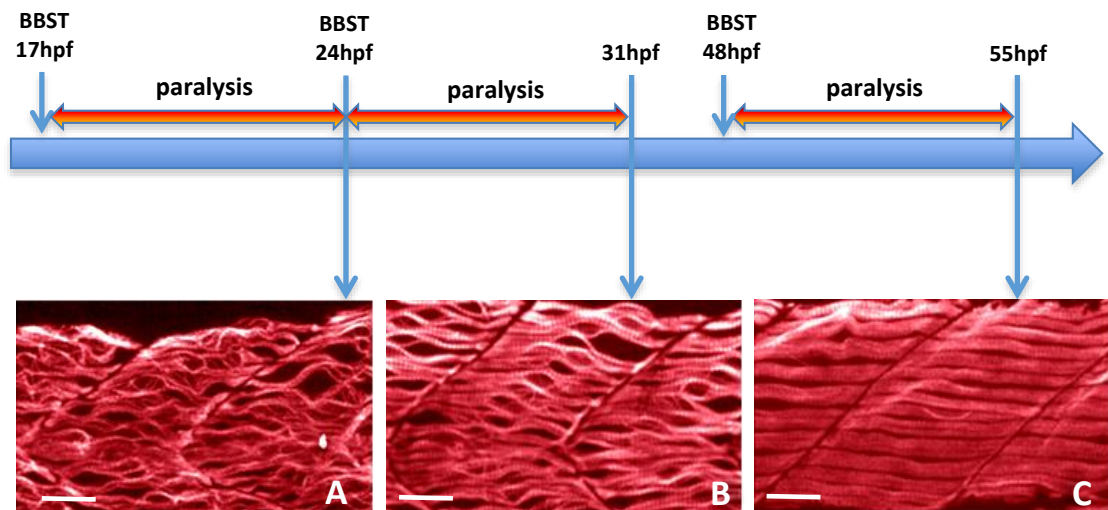 BBST
17hpf
BBST
24hpf
31hpf
BBST
48hpf
55hpf
paralysis
paralysis
paralysis
A
B
C